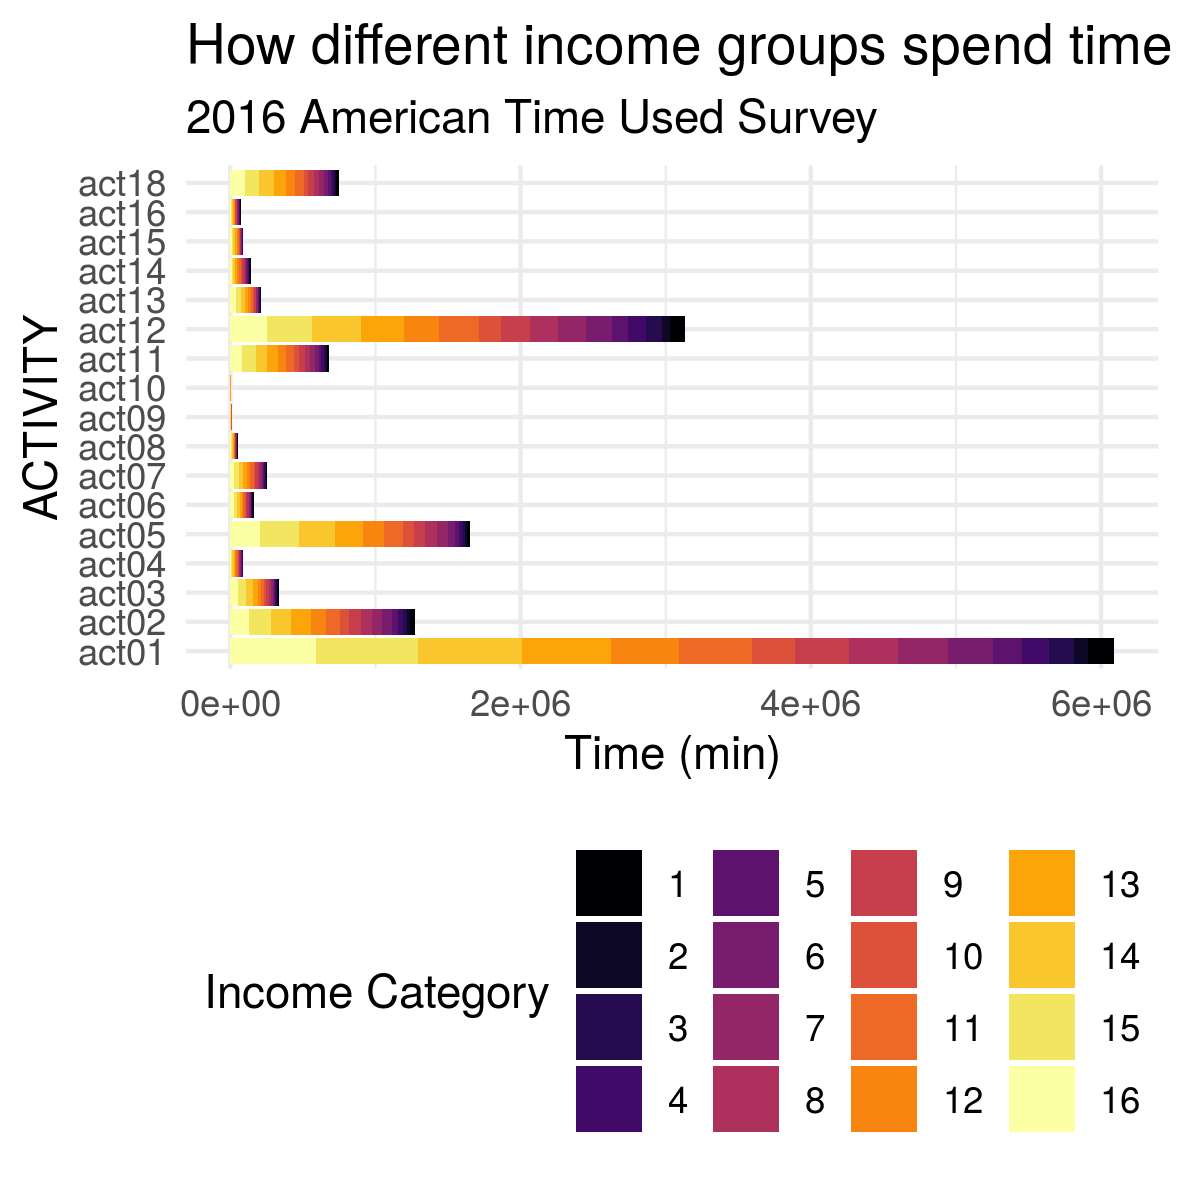 How different income groups spend time
2016 American Time Used Survey
ACTIVITY
act18
act16
act15
act14
act13
act12
act11
act10
act09
act08
act07
act06
act05
act04
act03
act02
act01
0e+00 2e+06 4e+06 6e+06
Time (min)
Income Category
1 5 9 13
2 6 10 14
3 7 11 15
4 8 12 16